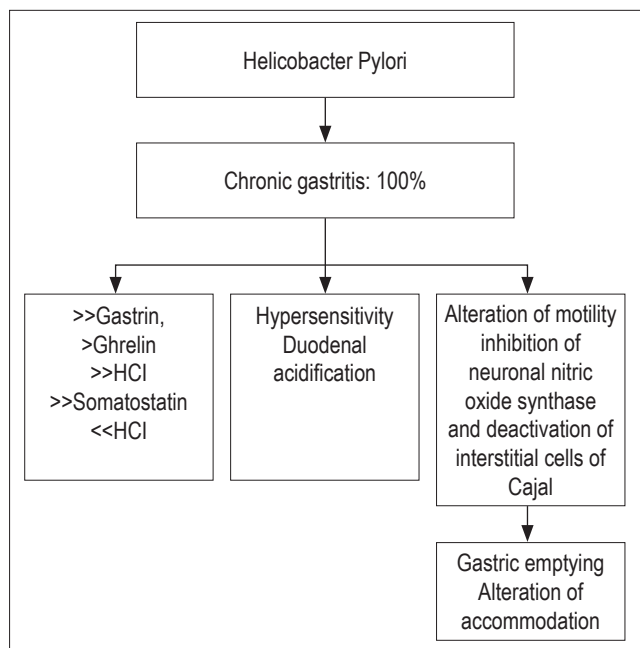 Helicobacter Pylori
Chronic gastritis: 100%
>>Gastrin,
>Ghrelin
>>HCl
>>Somatostatin
<<HCl
Hypersensitivity
Duodenal
acidification
Alteration of motility
inhibition of
neuronal nitric
oxide synthase
and deactivation of
interstitial cells of
Cajal
Gastric emptying
Alteration of
accommodation